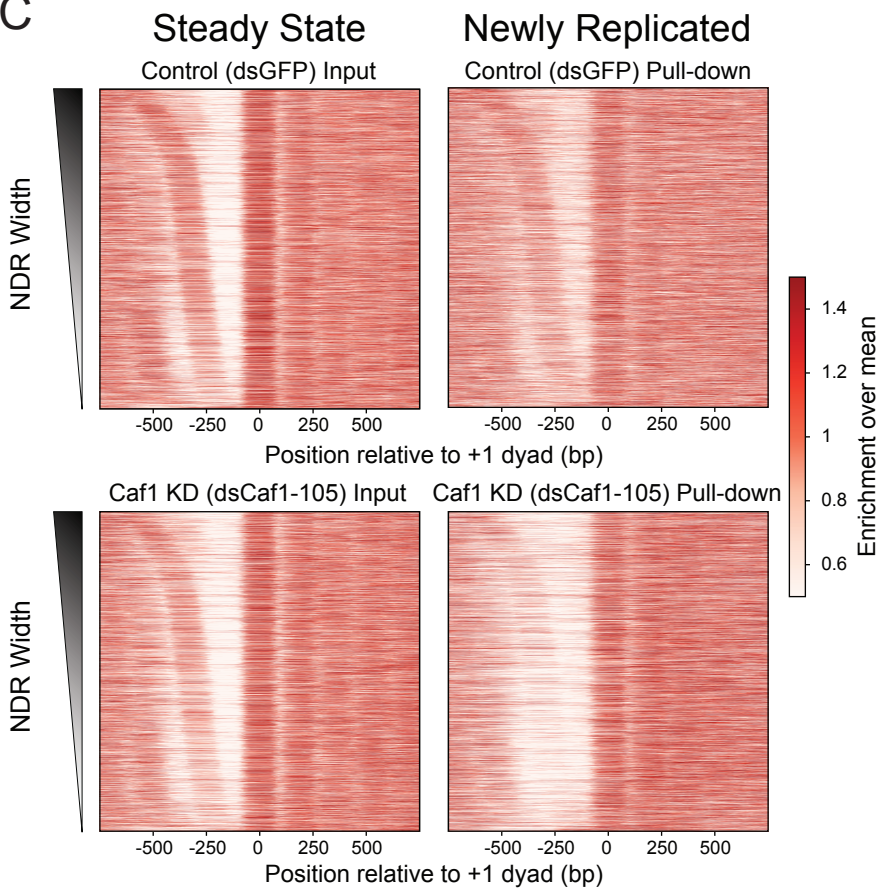 C
Steady State
Newly Replicated
Control (dsGFP) Input
Control (dsGFP) Pull-down
NDR Width
-500 -250 0 250 500
-500 -250 0 250 500
Position relative to +1 dyad (bp)
1.4
1.2
1
0.8
0.6
Enrichment over mean
Caf1 KD (dsCaf1-105) Input
Caf1 KD (dsCaf1-105) Pull-down
NDR Width
-500 -250 0 250 500
-500 -250 0 250 500
Position relative to +1 dyad (bp)